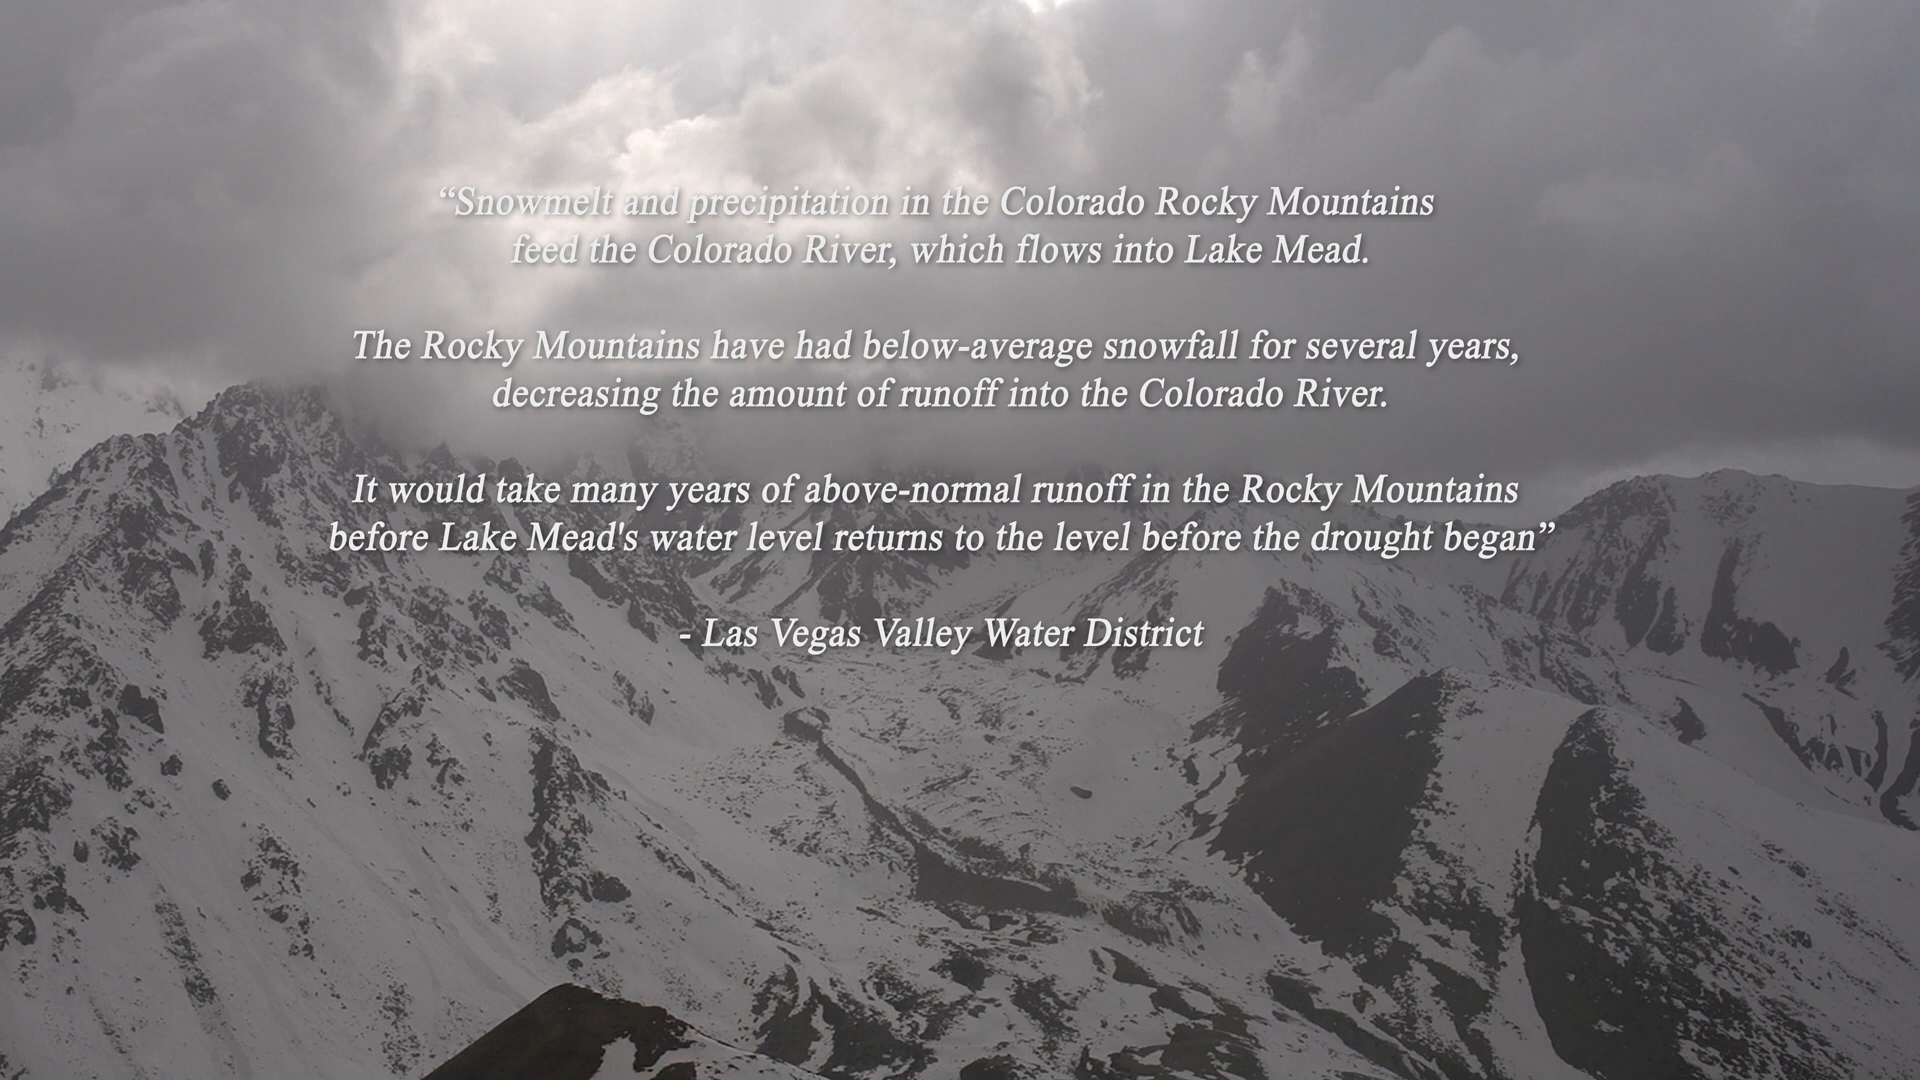 “Snowmelt and precipitation in the Colorado Rocky Mountains
feed the Colorado River, which flows into Lake Mead.
The Rocky Mountains have had below-average snowfall for several years,
decreasing the amount of runoff into the Colorado River.
It would take many years of above-normal runoff in the Rocky Mountains
before Lake Mead's water level returns to the level before the drought began”
- Las Vegas Valley Water District